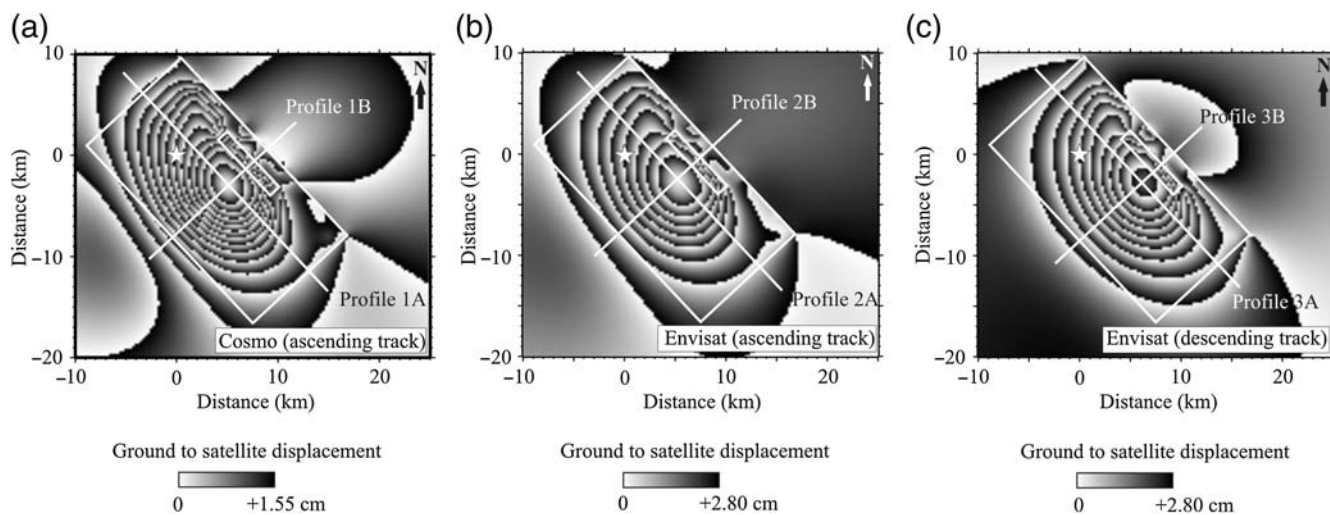 (a)
(b)
(c)
10
0
−10
−20
Distance (km)
N
Profile 1B
Profile 1A
Cosmo (ascending track)
−10
0
10
20
Distance (km)
Ground to satellite displacement
0
+1.55 cm
10
0
−10
−20
Distance (km)
N
Profile 2B
Profile 2A
Envisat (ascending track)
−10
0
10
20
Distance (km)
Ground to satellite displacement
0
+2.80 cm
10
0
−10
−20
Distance (km)
N
Profile 3B
Profile 3A
Envisat (descending track)
−10
0
10
20
Distance (km)
Ground to satellite displacement
0
+2.80 cm